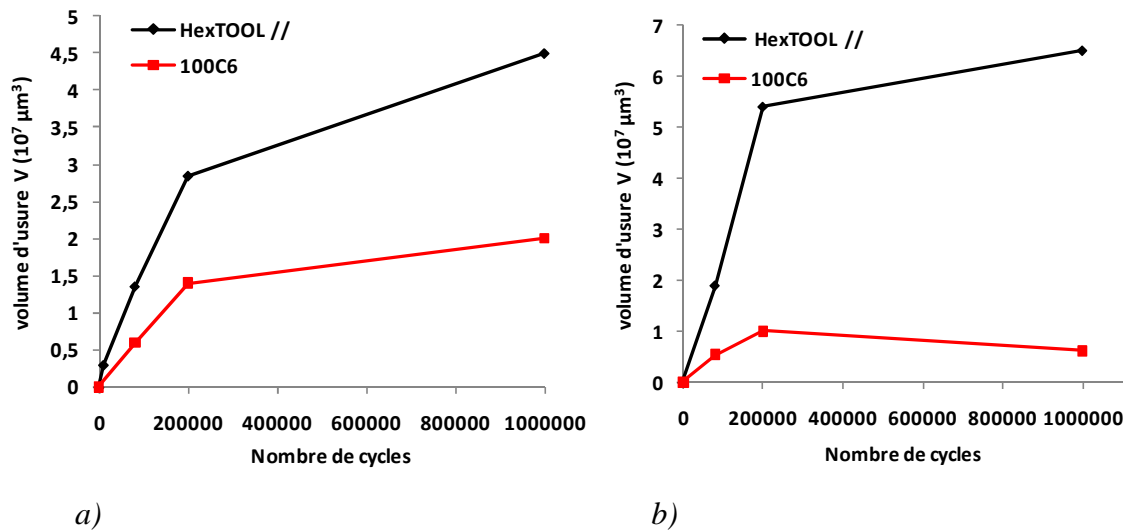 5
4,5
4
3,5
3
2,5
2
1,5
1
0,5
0
volume d'usure V (10⁷ µm³)
HexTOOL //
100C6
0 200000 400000 600000 800000 1000000
Nombre de cycles
a)
7
6
5
4
3
2
1
0
volume d'usure V (10⁷ µm³)
HexTOOL //
100C6
0 200000 400000 600000 800000 1000000
Nombre de cycles
b)